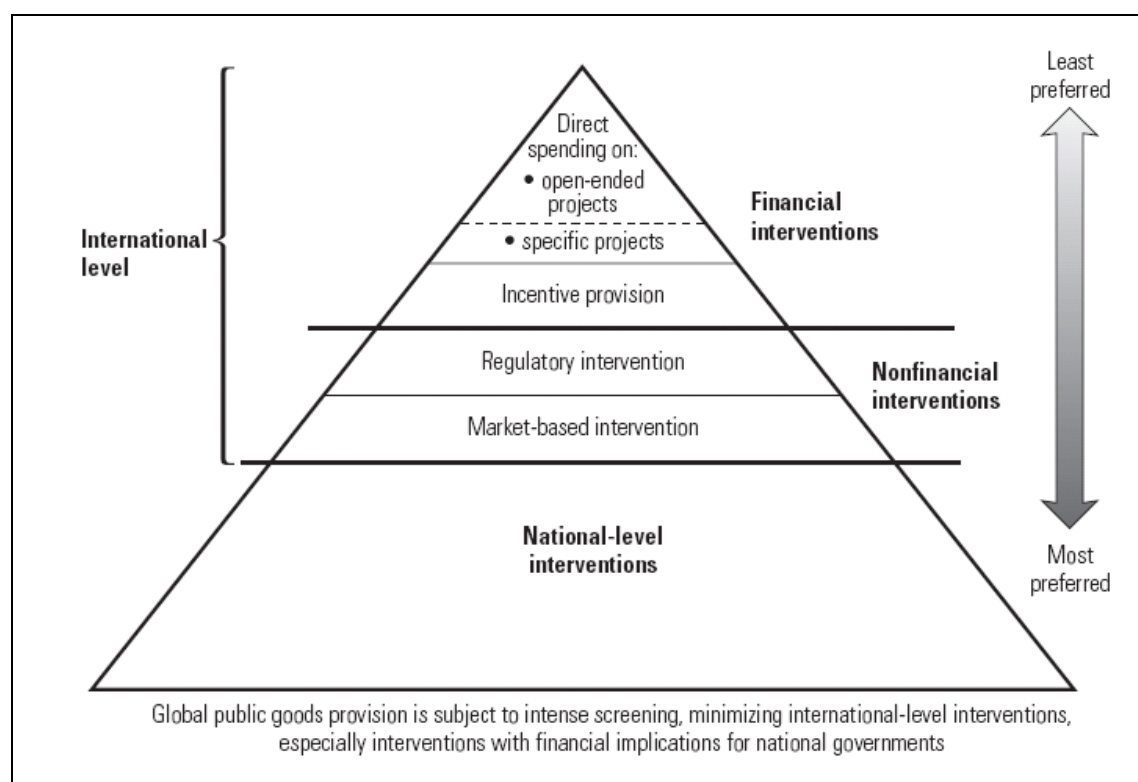 Least
preferred
Direct
spending on:
• open-ended
projects
Financial
interventions
International
level
• specific projects
Incentive provision
Regulatory intervention
Nonfinancial
interventions
Market-based intervention
National-level
interventions
Most
preferred
Global public goods provision is subject to intense screening, minimizing international-level interventions,
especially interventions with financial implications for national governments